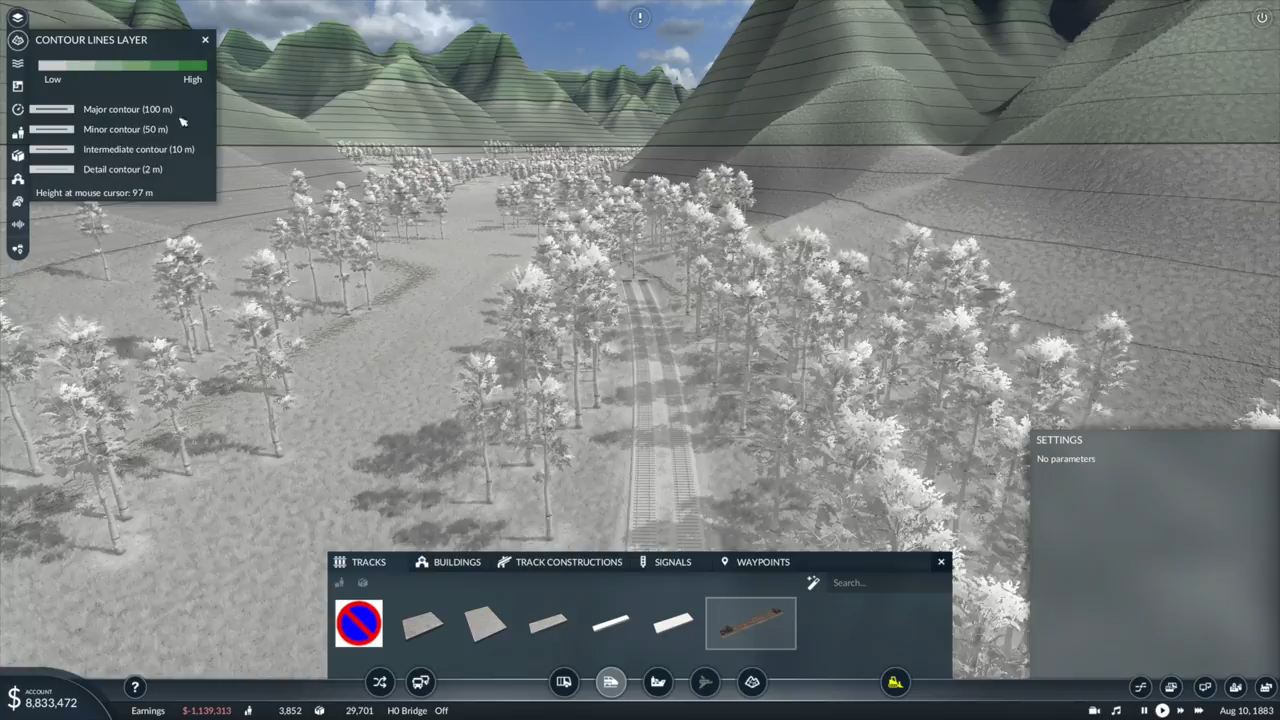 CONTOUR LINES LAYER
Low High
Major contour (100 m)
Minor contour (50 m)
Intermediate contour (10 m)
Detail contour (2 m)
Height at mouse cursor: 97 m
SETTINGS
No parameters
TRACKS BUILDINGS TRACK CONSTRUCTIONS SIGNALS WAYPOINTS
Search...
$ ACCOUNT
8,833,472
?
Earnings $-1,139,313 3,852 29,701 H0 Bridge Off Aug 10, 1883